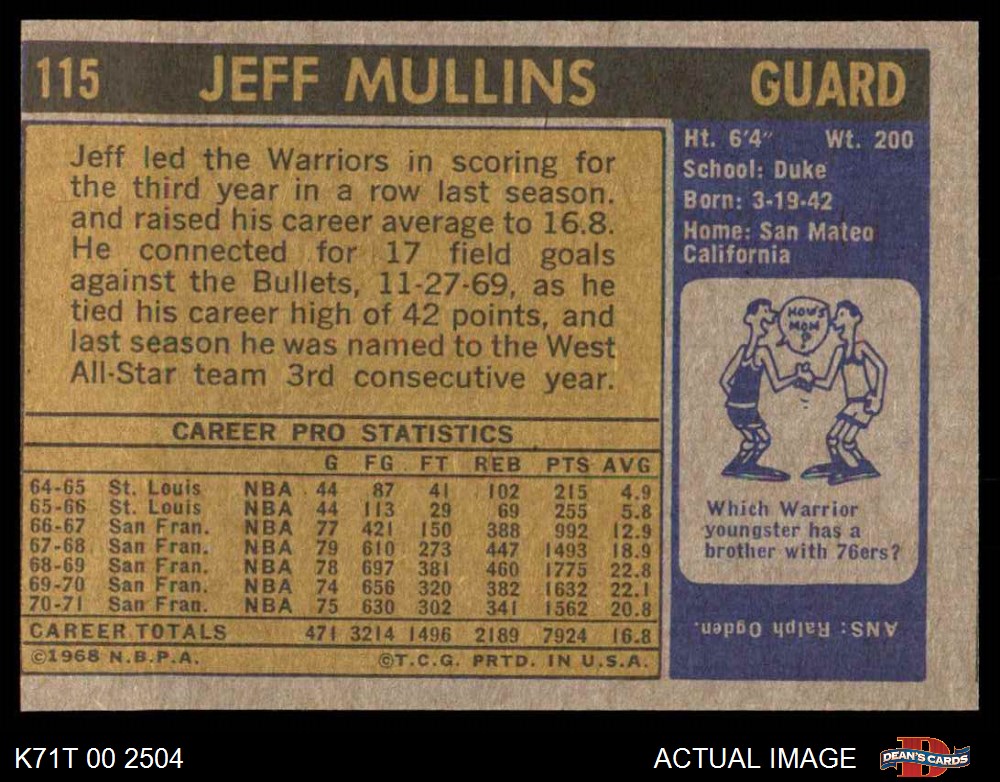 115 JEFF MULLINS GUARD
Jeff led the Warriors in scoring for
the third year in a row last season.
and raised his career average to 16.8.
He connected for 17 field goals
against the Bullets, 11-27-69, as he
tied his career high of 42 points, and
last season he was named to the West
All-Star team 3rd consecutive year.
CAREER PRO STATISTICS
G FG FT REB PTS AVG
64-65 St. Louis NBA 44 87 41 102 215 4.9
65-66 St. Louis NBA 44 113 29 69 255 5.8
66-67 San Fran. NBA 77 421 150 388 992 12.9
67-68 San Fran. NBA 79 610 273 447 1493 18.9
68-69 San Fran. NBA 78 697 381 460 1775 22.8
69-70 San Fran. NBA 74 656 320 382 1632 22.1
70-71 San Fran. NBA 75 630 302 341 1562 20.8
CAREER TOTALS 471 3214 1496 2189 7924 16.8
©1968 N.B.P.A. ©T.C.G. PRTD. IN U.S.A.
Ht. 6'4" Wt. 200
School: Duke
Born: 3-19-42
Home: San Mateo
California
HOW'S
MOM
?
Which Warrior
youngster has a
brother with 76ers?
ANS: Ralph Ogden.
K71T 00 2504 ACTUAL IMAGE
DEAN'S CARDS